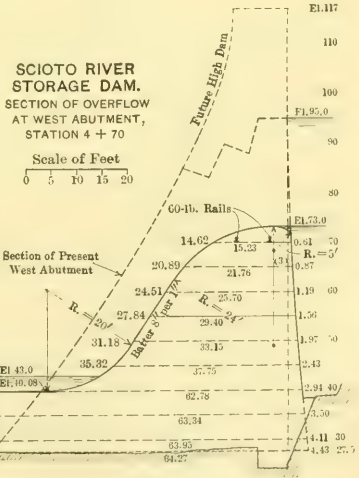 El.117
110
SCIOTO RIVER
STORAGE DAM.
SECTION OF OVERFLOW
AT WEST ABUTMENT,
STATION 4 + 70
Scale of Feet
0 5 10 15 20
Future High Dam
100
El.95.0
90
80
60-lb. Rails
El.73.0
14.62
15.23
0.61 70
R.=5'
Section of Present
West Abutment
20.89
21.76
0.87
24.51
25.70
1.19 60
R.=20'
Batter 8" per 1'
R.=24'
27.84
29.40
1.56
31.18
33.15
1.97 50
35.32
37.75
2.43
El 43.0
El.40.08
62.78
2.94 40
63.34
3.50
63.95
4.11 30
64.27
4.43 27.5